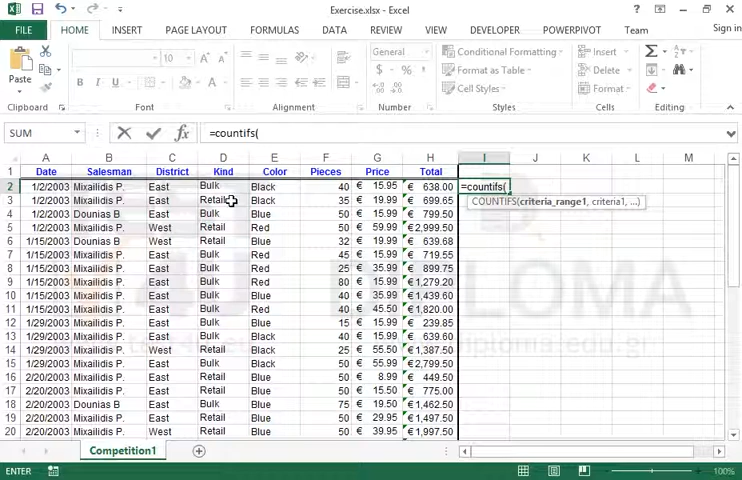 Exercise.xlsx - Excel
FILE HOME INSERT PAGE LAYOUT FORMULAS DATA REVIEW VIEW DEVELOPER POWERPIVOT Team Sign in
Paste 10 General Conditional Formatting Insert
Format as Table Delete
Cell Styles Format
Clipboard Font Alignment Number Styles Cells Editing
SUM =countifs(
A B C D E F G H I J K L M
1 Date Salesman District Kind Color Pieces Price Total
2 1/2/2003 Mixailidis P. East Bulk Black 40 € 15.95 € 638.00 =countifs(
3 1/2/2003 Mixailidis P. East Retail Black 35 € 19.99 € 699.65 COUNTIFS(criteria_range1, criteria1, ...)
4 1/2/2003 Dounias B East Retail Blue 50 € 15.99 € 799.50
5 1/2/2003 Mixailidis P. West Retail Red 50 € 59.99 € 2,999.50
6 1/15/2003 Dounias B West Retail Blue 32 € 19.99 € 639.68
7 1/15/2003 Mixailidis P. East Bulk Red 45 € 15.99 € 719.55
8 1/15/2003 Mixailidis P. East Bulk Red 25 € 35.99 € 899.75
9 1/15/2003 Mixailidis P. East Bulk Red 80 € 15.99 € 1,279.20
10 1/15/2003 Mixailidis P. East Bulk Blue 40 € 35.99 € 1,439.60
11 1/15/2003 Mixailidis P. East Bulk Red 40 € 45.50 € 1,820.00
12 1/29/2003 Mixailidis P. East Bulk Blue 15 € 15.99 € 239.85
13 1/29/2003 Mixailidis P. East Bulk Black 40 € 15.99 € 639.60
14 1/29/2003 Mixailidis P. West Retail Black 25 € 55.50 € 1,387.50
15 1/29/2003 Mixailidis P. East Bulk Black 50 € 55.99 € 2,799.50
16 2/20/2003 Mixailidis P. East Retail Blue 50 € 8.99 € 449.50
17 2/20/2003 Mixailidis P. East Retail Blue 50 € 15.50 € 775.00
18 2/20/2003 Dounias B East Bulk Blue 75 € 19.50 € 1,462.50
19 2/20/2003 Mixailidis P. East Retail Black 50 € 29.95 € 1,497.50
20 2/20/2003 Mixailidis P. West Retail Blue 50 € 39.95 € 1,997.50
Competition1
ENTER 100%